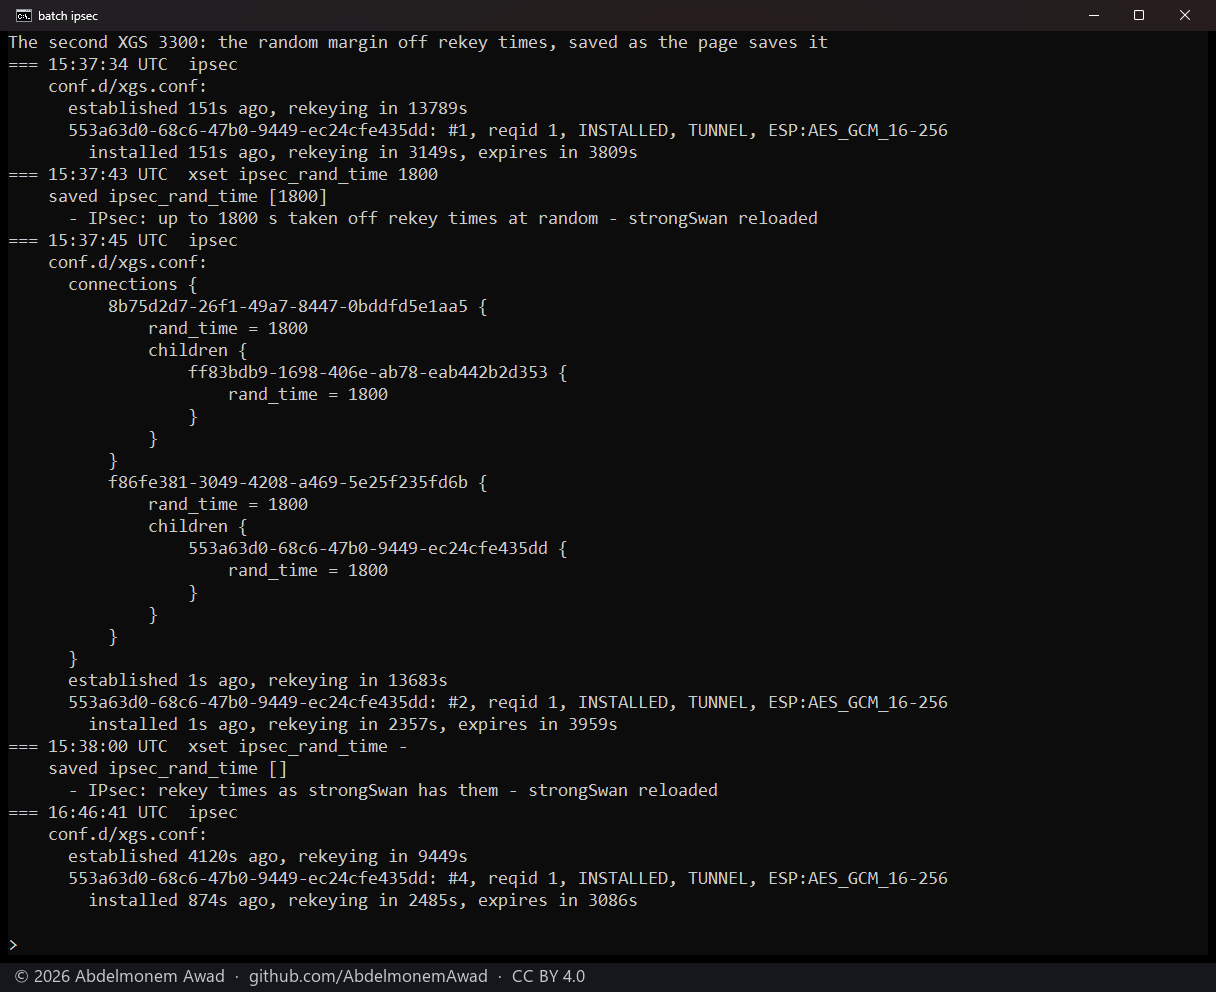 batch ipsec
The second XGS 3300: the random margin off rekey times, saved as the page saves it
=== 15:37:34 UTC  ipsec
    conf.d/xgs.conf:
      established 151s ago, rekeying in 13789s
      553a63d0-68c6-47b0-9449-ec24cfe435dd: #1, reqid 1, INSTALLED, TUNNEL, ESP:AES_GCM_16-256
        installed 151s ago, rekeying in 3149s, expires in 3809s
=== 15:37:43 UTC  xset ipsec_rand_time 1800
    saved ipsec_rand_time [1800]
      - IPsec: up to 1800 s taken off rekey times at random - strongSwan reloaded
=== 15:37:45 UTC  ipsec
    conf.d/xgs.conf:
      connections {
          8b75d2d7-26f1-49a7-8447-0bddfd5e1aa5 {
              rand_time = 1800
              children {
                  ff83bdb9-1698-406e-ab78-eab442b2d353 {
                      rand_time = 1800
                  }
              }
          }
          f86fe381-3049-4208-a469-5e25f235fd6b {
              rand_time = 1800
              children {
                  553a63d0-68c6-47b0-9449-ec24cfe435dd {
                      rand_time = 1800
                  }
              }
          }
      }
      established 1s ago, rekeying in 13683s
      553a63d0-68c6-47b0-9449-ec24cfe435dd: #2, reqid 1, INSTALLED, TUNNEL, ESP:AES_GCM_16-256
        installed 1s ago, rekeying in 2357s, expires in 3959s
=== 15:38:00 UTC  xset ipsec_rand_time -
    saved ipsec_rand_time []
      - IPsec: rekey times as strongSwan has them - strongSwan reloaded
=== 16:46:41 UTC  ipsec
    conf.d/xgs.conf:
      established 4120s ago, rekeying in 9449s
      553a63d0-68c6-47b0-9449-ec24cfe435dd: #4, reqid 1, INSTALLED, TUNNEL, ESP:AES_GCM_16-256
        installed 874s ago, rekeying in 2485s, expires in 3086s
>
© 2026 Abdelmonem Awad · github.com/AbdelmonemAwad · CC BY 4.0